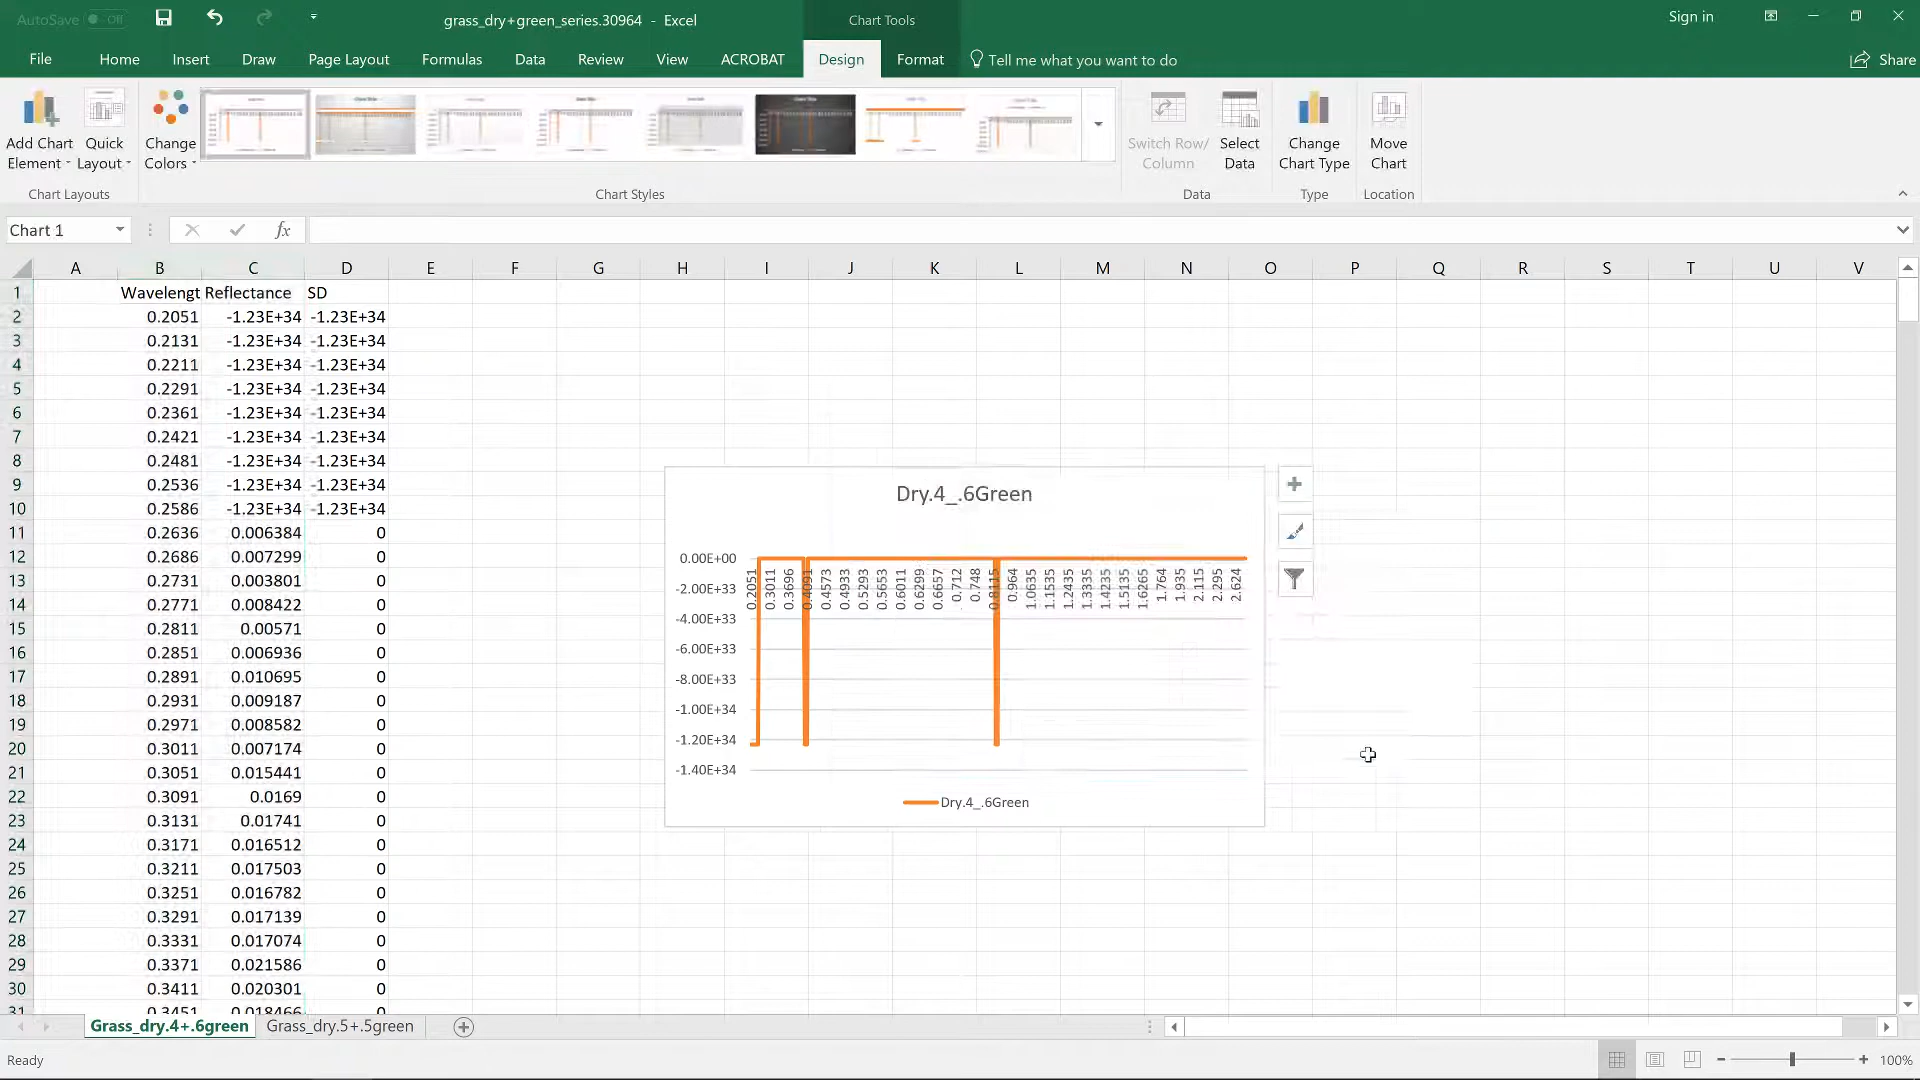 AutoSave Off
grass_dry+green_series.30964 - Excel
Chart Tools
Sign in
File Home Insert Draw Page Layout Formulas Data Review View ACROBAT Design Format Tell me what you want to do Share
Add Chart Element
Quick Layout
Change Colors
Switch Row/ Column
Select Data
Change Chart Type
Move Chart
Chart Layouts Chart Styles Data Type Location
Chart 1 fx
A B C D E F G H I J K L M N O P Q R S T U V
1 Wavelengt Reflectance SD
2 0.2051 -1.23E+34 -1.23E+34
3 0.2131 -1.23E+34 -1.23E+34
4 0.2211 -1.23E+34 -1.23E+34
5 0.2291 -1.23E+34 -1.23E+34
6 0.2361 -1.23E+34 -1.23E+34
7 0.2421 -1.23E+34 -1.23E+34
8 0.2481 -1.23E+34 -1.23E+34
9 0.2536 -1.23E+34 -1.23E+34
10 0.2586 -1.23E+34 -1.23E+34
11 0.2636 0.006384 0
12 0.2686 0.007299 0
13 0.2731 0.003801 0
14 0.2771 0.008422 0
15 0.2811 0.00571 0
16 0.2851 0.006936 0
17 0.2891 0.010695 0
18 0.2931 0.009187 0
19 0.2971 0.008582 0
20 0.3011 0.007174 0
21 0.3051 0.015441 0
22 0.3091 0.0169 0
23 0.3131 0.01741 0
24 0.3171 0.016512 0
25 0.3211 0.017503 0
26 0.3251 0.016782 0
27 0.3291 0.017139 0
28 0.3331 0.017074 0
29 0.3371 0.021586 0
30 0.3411 0.020301 0
31 0.3451 0.018466 0
Dry.4_.6Green
0.00E+00
-2.00E+33
-4.00E+33
-6.00E+33
-8.00E+33
-1.00E+34
-1.20E+34
-1.40E+34
0.2051 0.3011 0.3696 0.4091 0.4573 0.4933 0.5293 0.5653 0.6011 0.6299 0.6657 0.712 0.748 0.8115 0.964 1.0635 1.1535 1.2435 1.3335 1.4235 1.5135 1.6265 1.764 1.935 2.115 2.295 2.624
Dry.4_.6Green
Grass_dry.4+.6green Grass_dry.5+.5green
Ready
100%